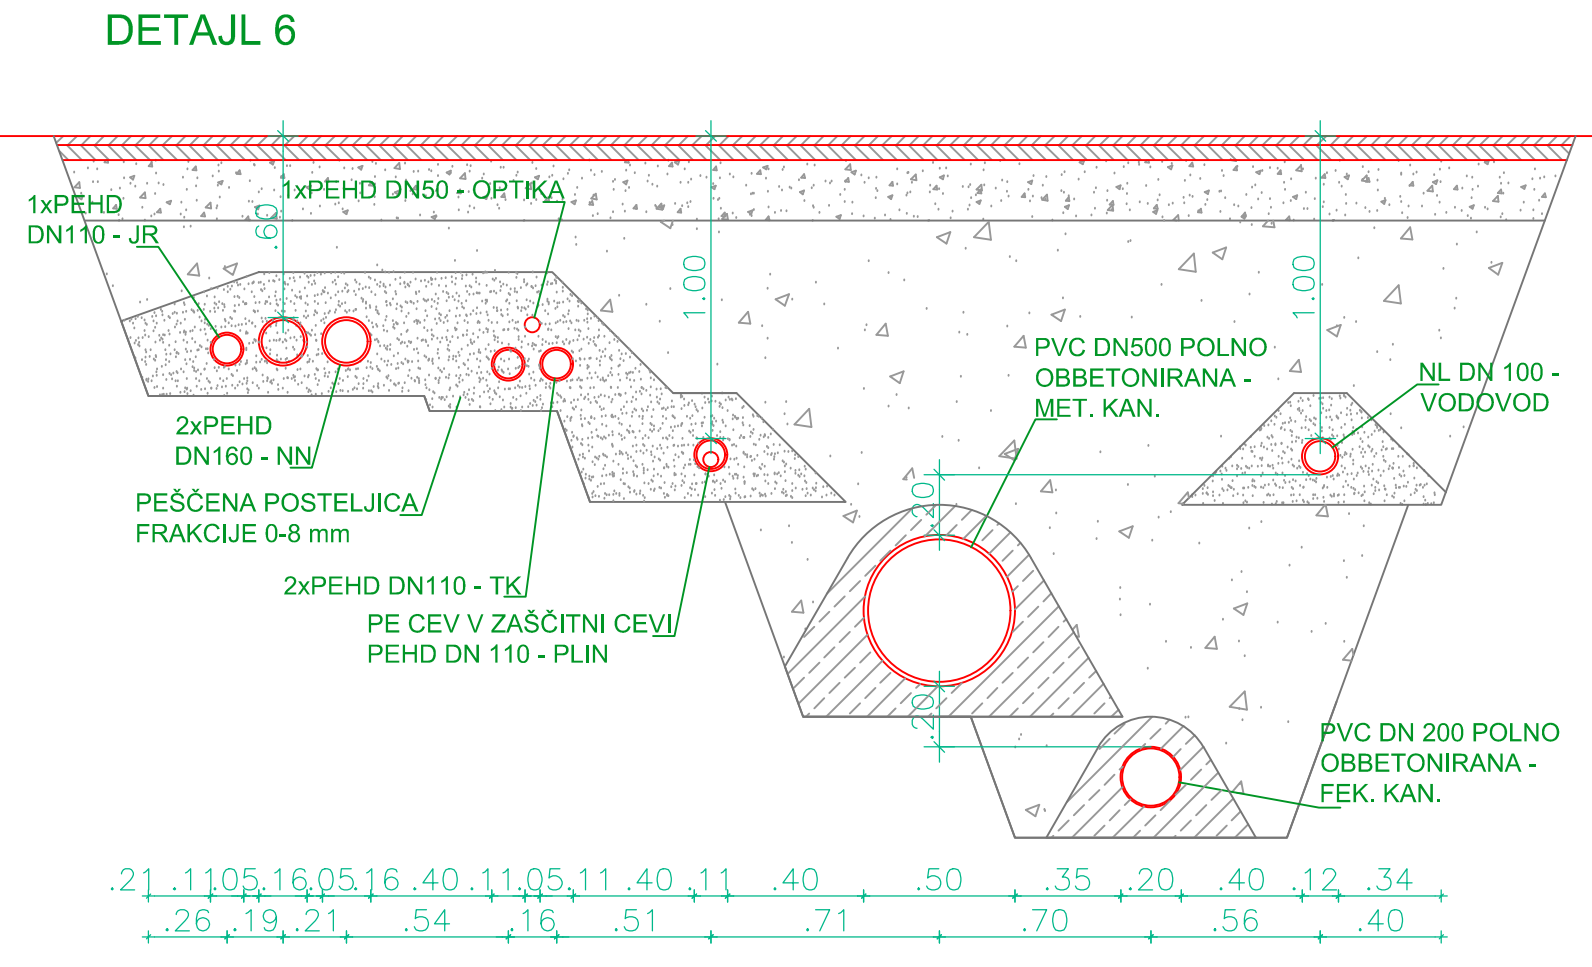 DETAJL 6
1xPEHD
DN110 - JR
1xPEHD DN50 - OPTIKA
.60
1.00
1.00
PVC DN500 POLNO
OBBETONIRANA -
MET. KAN.
NL DN 100 -
VODOVOD
2xPEHD
DN160 - NN
PEŠČENA POSTELJICA
FRAKCIJE 0-8 mm
.20
2xPEHD DN110 - TK
PE CEV V ZAŠČITNI CEVI
PEHD DN 110 - PLIN
.20
PVC DN 200 POLNO
OBBETONIRANA -
FEK. KAN.
.21 .11 .05 .16 .05 .16 .40 .11 .05 .11 .40 .11 .40 .50 .35 .20 .40 .12 .34
.26 .19 .21 .54 .16 .51 .71 .70 .56 .40